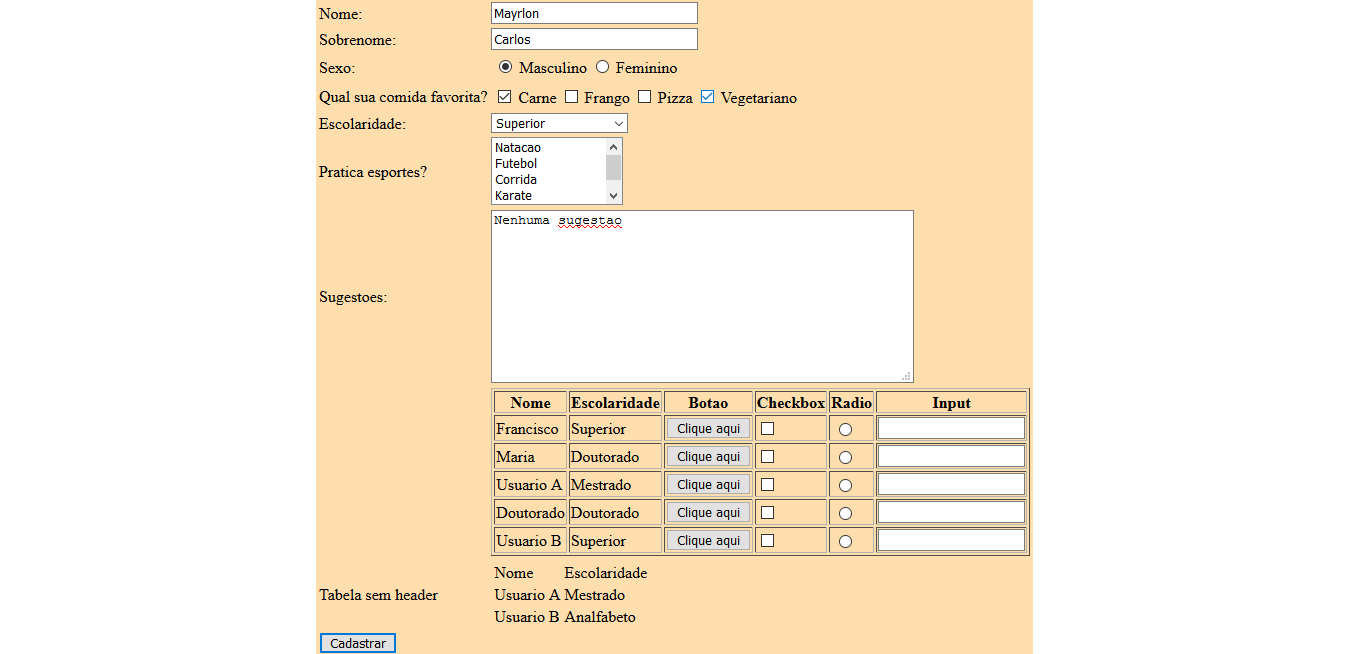 Nome: Mayrlon
Sobrenome: Carlos
Sexo: Masculino Feminino
Qual sua comida favorita? Carne Frango Pizza Vegetariano
Escolaridade: Superior
Natacao
Futebol
Pratica esportes?
Corrida
Karate
Nenhuma sugestao
Sugestoes:
Nome Escolaridade Botao Checkbox Radio Input
Francisco Superior Clique aqui
Maria Doutorado Clique aqui
Usuario A Mestrado Clique aqui
Doutorado Doutorado Clique aqui
Usuario B Superior Clique aqui
Nome Escolaridade
Tabela sem header Usuario A Mestrado
Usuario B Analfabeto
Cadastrar